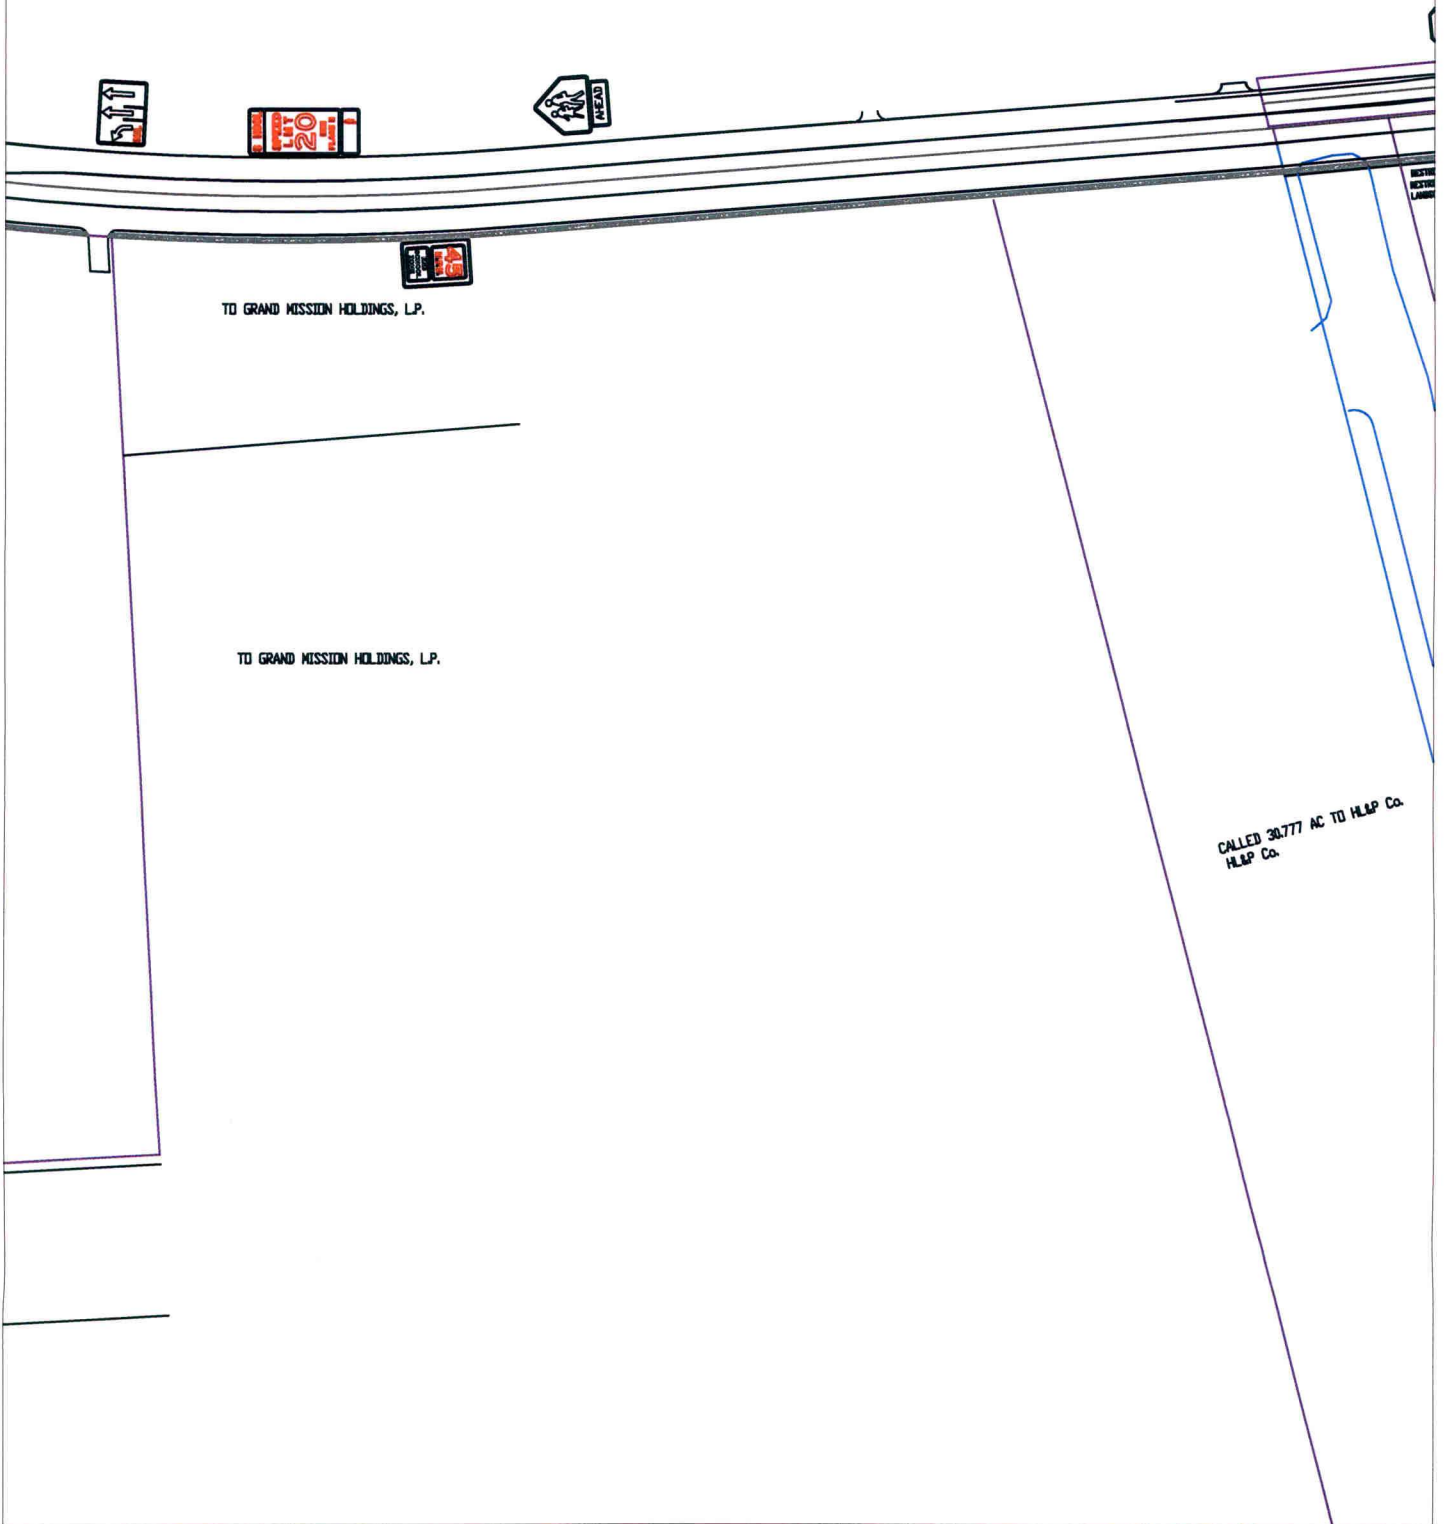 AHEAD
SPEED
LMT
20
45
TO GRAND MISSION HOLDINGS, L.P.
TO GRAND MISSION HOLDINGS, L.P.
CALLED 30.777 AC TO HL&P Co.
HL&P Co.